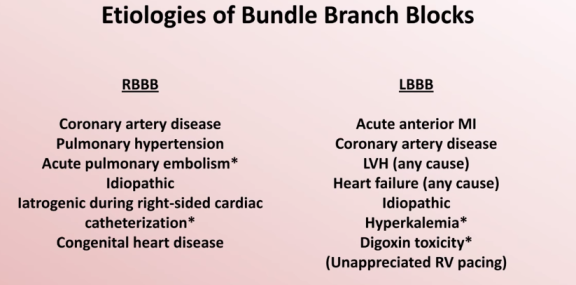 Etiologies of Bundle Branch Blocks
RBBB
Coronary artery disease
Pulmonary hypertension
Acute pulmonary embolism*
Idiopathic
Iatrogenic during right-sided cardiac
catheterization*
Congenital heart disease
LBBB
Acute anterior MI
Coronary artery disease
LVH (any cause)
Heart failure (any cause)
Idiopathic
Hyperkalemia*
Digoxin toxicity*
(Unappreciated RV pacing)